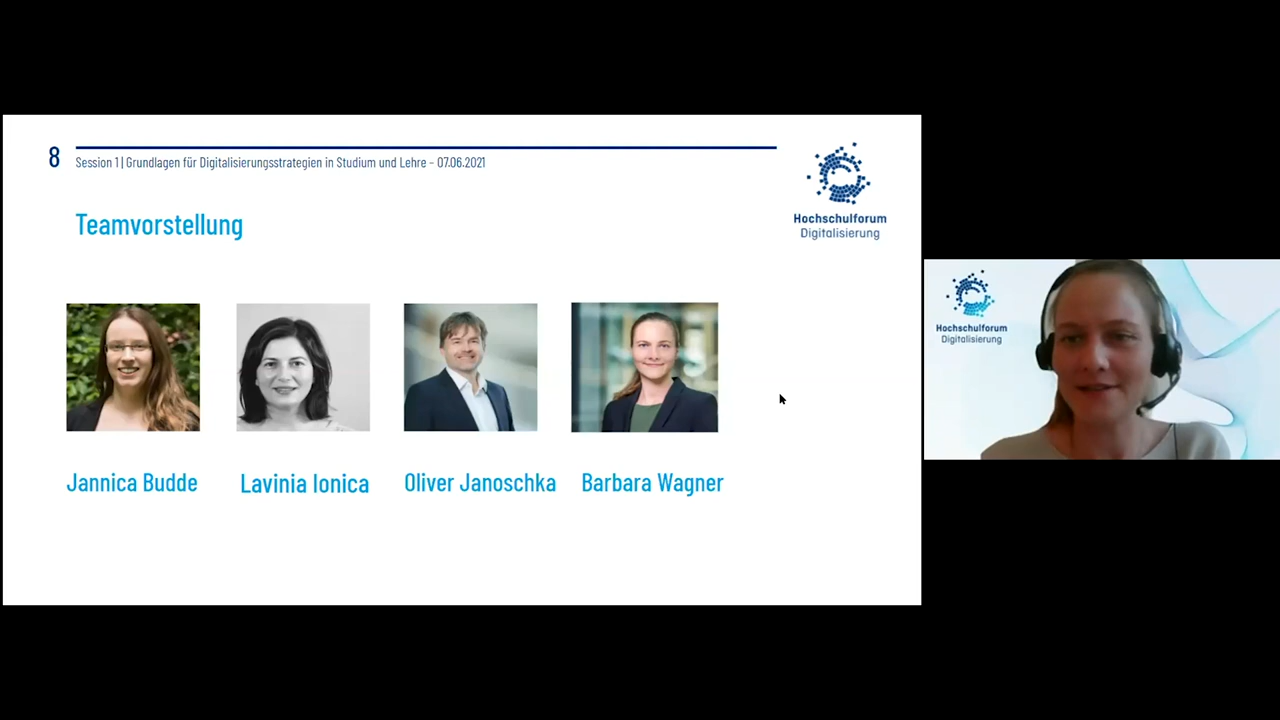 8
Session 1 | Grundlagen für Digitalisierungsstrategien in Studium und Lehre – 07.06.2021
Hochschulforum
Digitalisierung
Teamvorstellung
Hochschulforum
Digitalisierung
Jannica Budde
Lavinia Ionica
Oliver Janoschka
Barbara Wagner